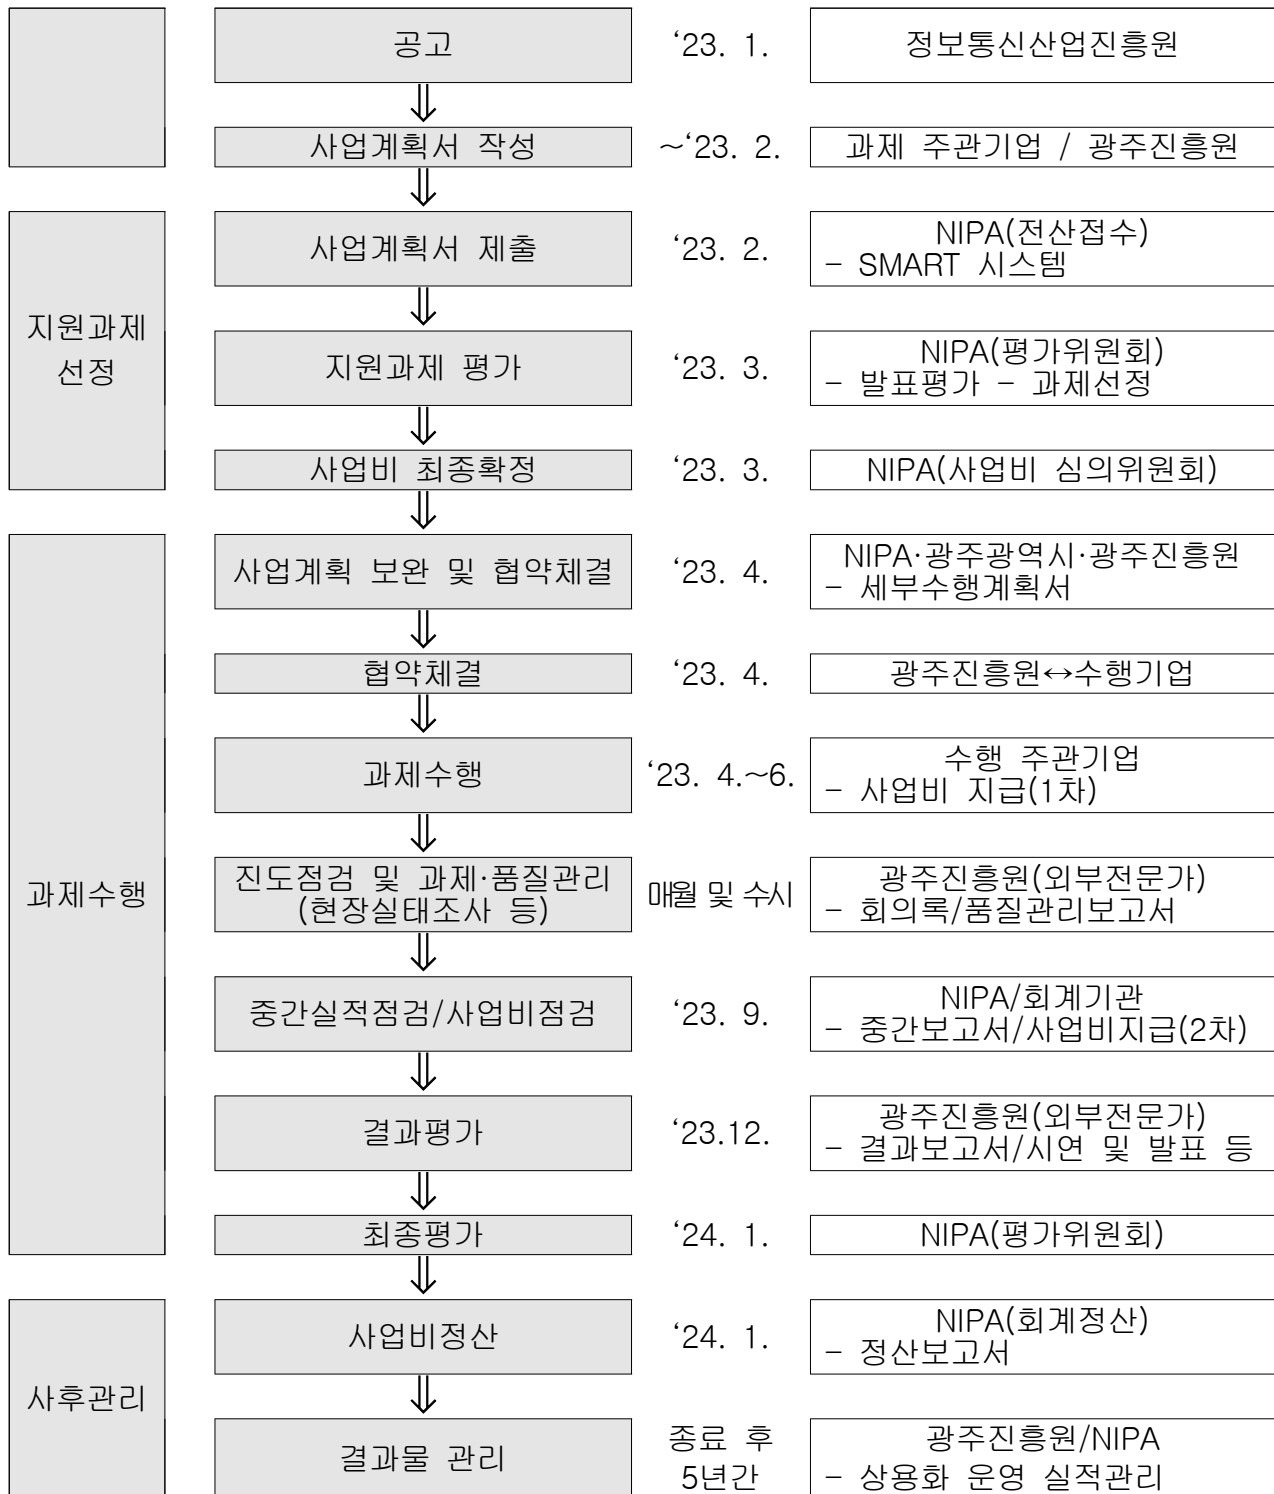 공고
‘23. 1.
정보통신산업진흥원
사업계획서 작성
~‘23. 2.
과제 주관기업 / 광주진흥원
지원과제
선정
사업계획서 제출
‘23. 2.
NIPA(전산접수)
- SMART 시스템
지원과제 평가
‘23. 3.
NIPA(평가위원회)
- 발표평가 - 과제선정
사업비 최종확정
‘23. 3.
NIPA(사업비 심의위원회)
과제수행
사업계획 보완 및 협약체결
‘23. 4.
NIPA·광주광역시·광주진흥원
- 세부수행계획서
협약체결
‘23. 4.
광주진흥원↔수행기업
과제수행
‘23. 4.~6.
수행 주관기업
- 사업비 지급(1차)
진도점검 및 과제·품질관리
(현장실태조사 등)
매월 및 수시
광주진흥원(외부전문가)
- 회의록/품질관리보고서
중간실적점검/사업비점검
‘23. 9.
NIPA/회계기관
- 중간보고서/사업비지급(2차)
결과평가
‘23.12.
광주진흥원(외부전문가)
- 결과보고서/시연 및 발표 등
최종평가
‘24. 1.
NIPA(평가위원회)
사후관리
사업비정산
‘24. 1.
NIPA(회계정산)
- 정산보고서
결과물 관리
종료 후
5년간
광주진흥원/NIPA
- 상용화 운영 실적관리